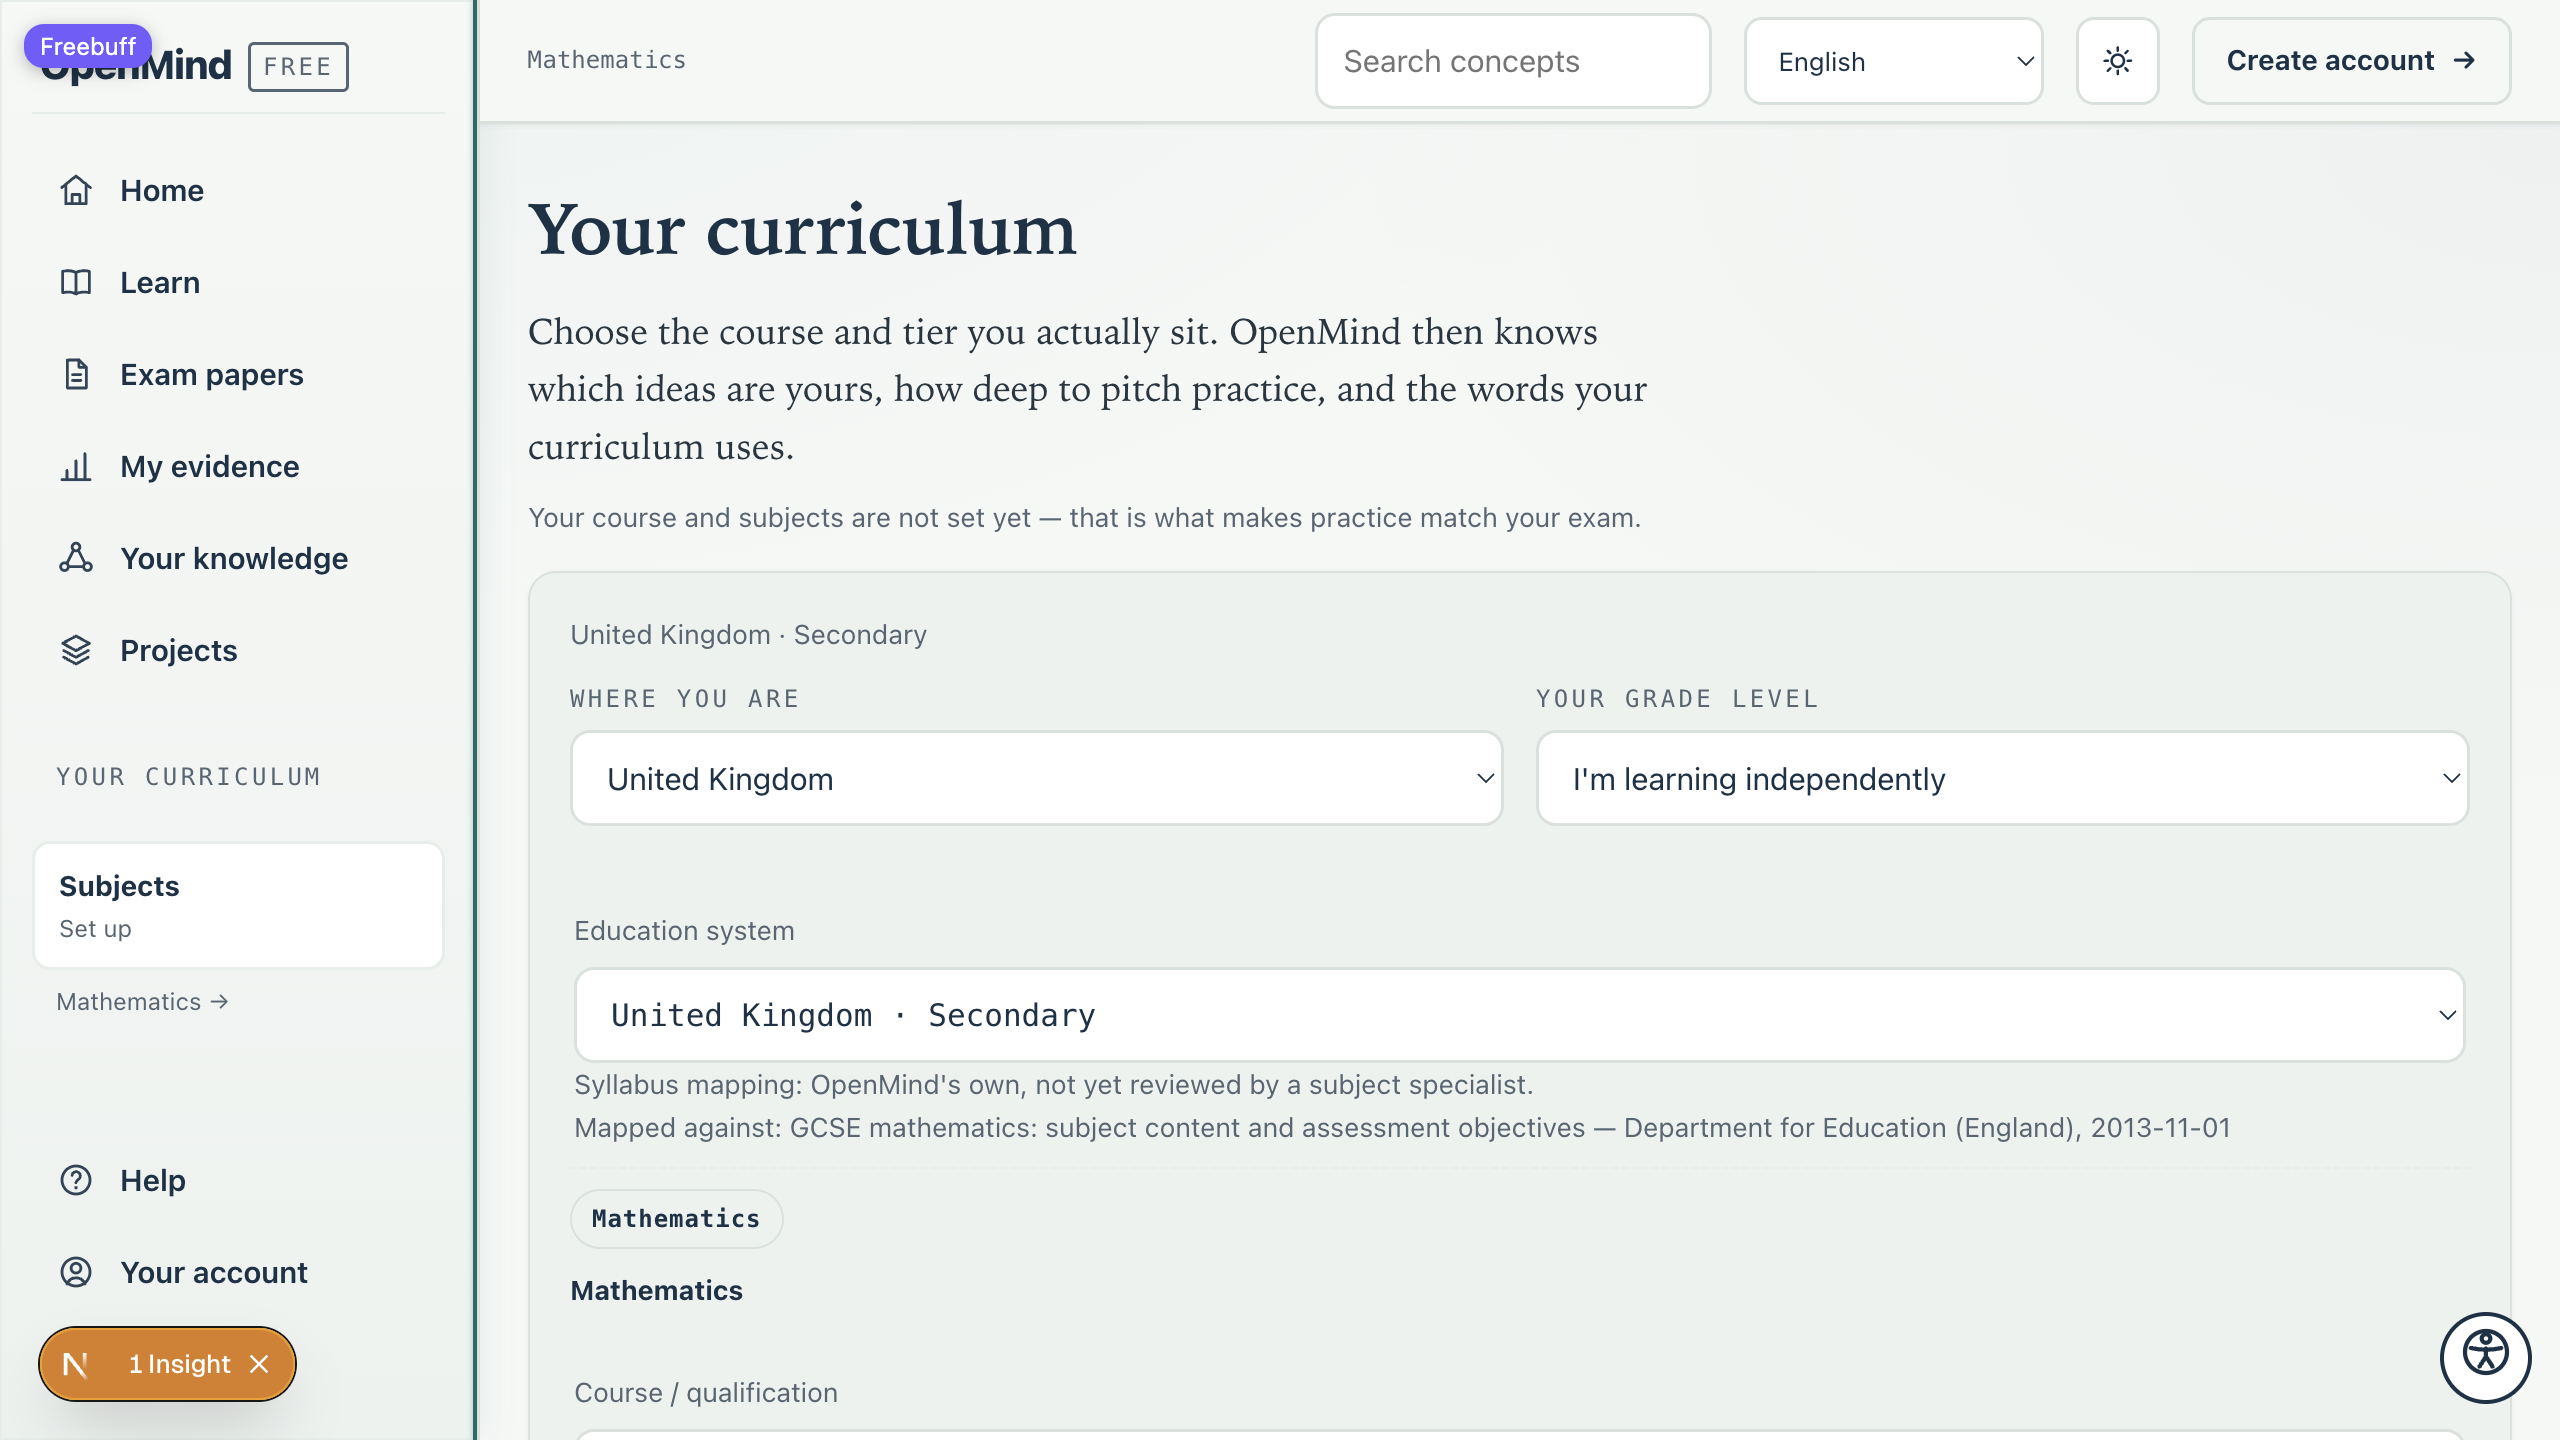 Freebuff
OpenMind FREE
Home
Learn
Exam papers
My evidence
Your knowledge
Projects
YOUR CURRICULUM
Subjects
Set up
Mathematics →
Help
Your account
1 Insight
Mathematics
Search concepts
English
Create account →
Your curriculum
Choose the course and tier you actually sit. OpenMind then knows
which ideas are yours, how deep to pitch practice, and the words your
curriculum uses.
Your course and subjects are not set yet — that is what makes practice match your exam.
United Kingdom · Secondary
WHERE YOU ARE
United Kingdom
YOUR GRADE LEVEL
I'm learning independently
Education system
United Kingdom · Secondary
Syllabus mapping: OpenMind's own, not yet reviewed by a subject specialist.
Mapped against: GCSE mathematics: subject content and assessment objectives — Department for Education (England), 2013-11-01
Mathematics
Mathematics
Course / qualification